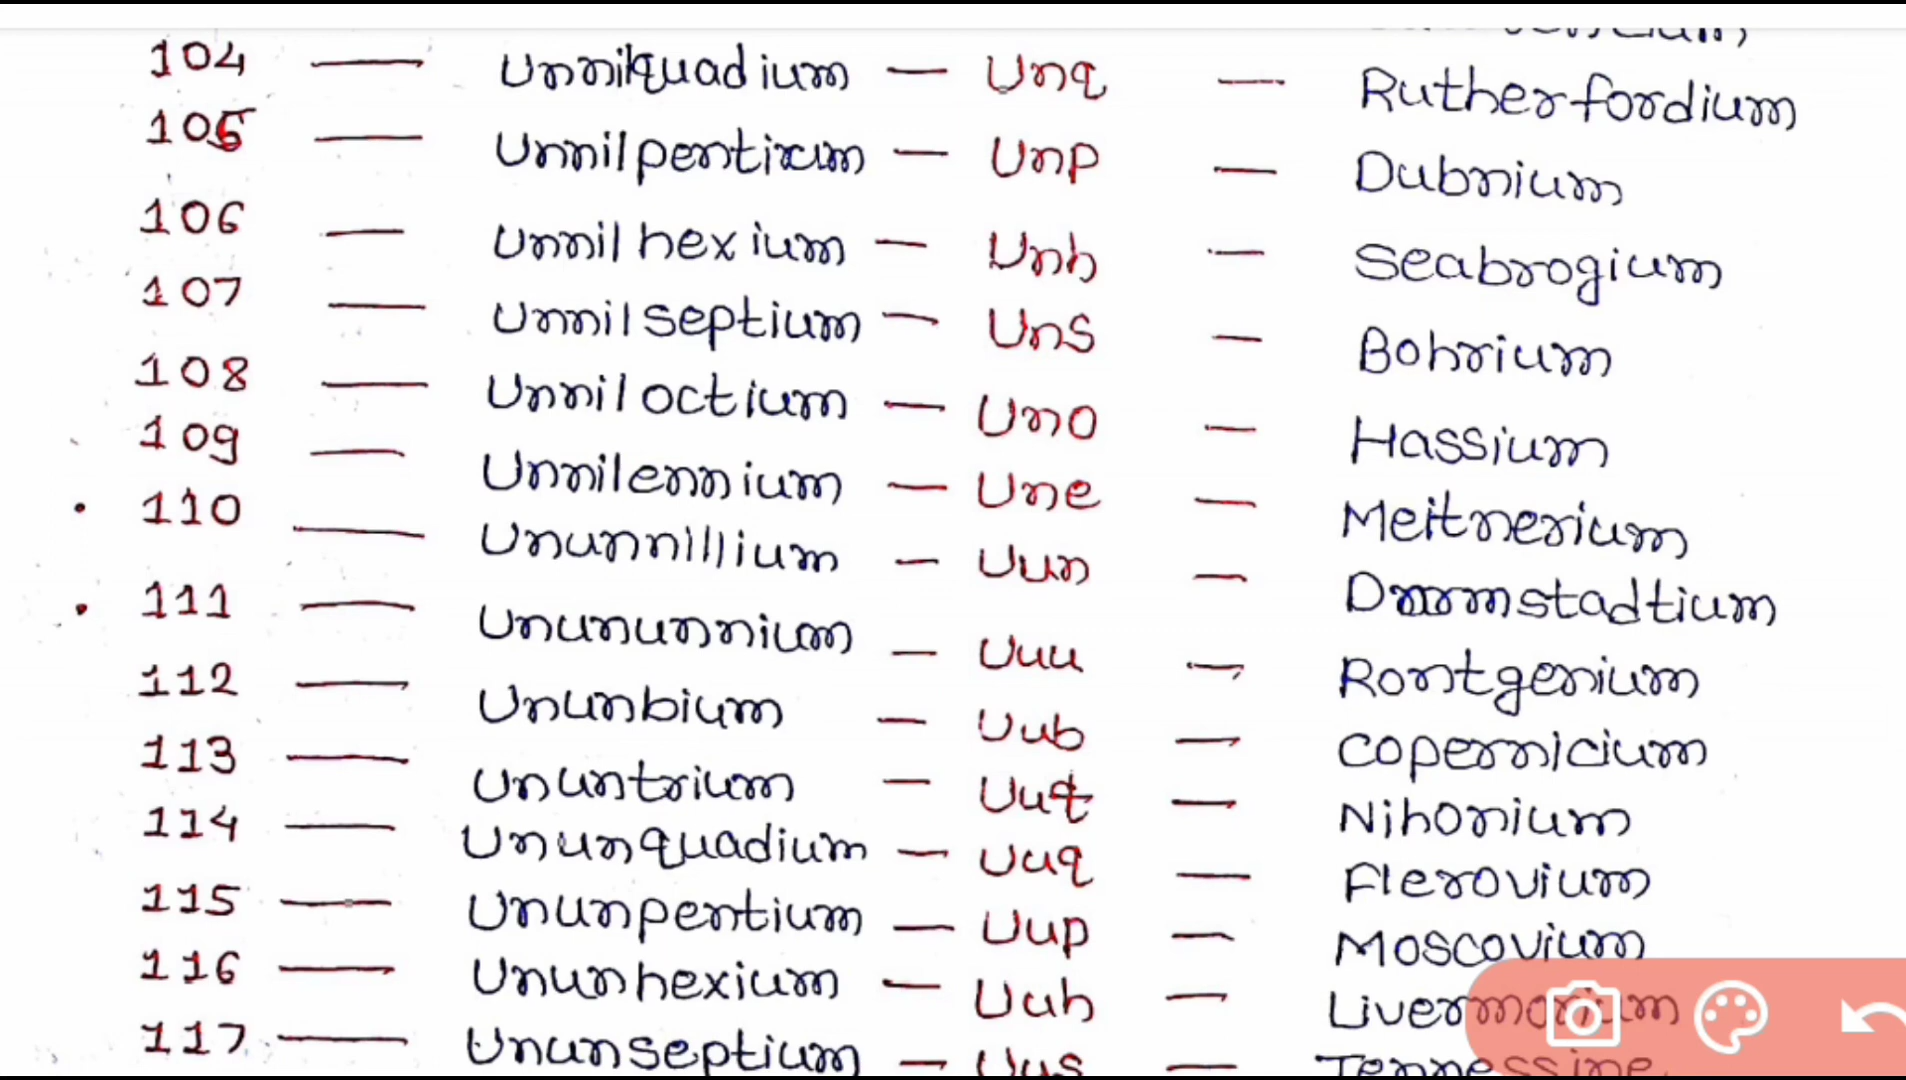 104 — Unnilquadium — Unq — Rutherfordium
105 — Unnilpentium — Unp — Dubnium
106 — Unnilhexium — Unh — Seabrogium
107 — Unnilseptium — Uns — Bohrium
108 — Unniloctium — Uno — Hassium
109 — Unnilennium — Une — Meitnerium
110 — Ununnillium — Uun — Darmstadtium
111 — Unununnium — Uuu — Rontgenium
112 — Ununbium — Uub — Copernicium
113 — Ununtrium — Uut — Nihonium
114 — Ununquadium — Uuq — Flerovium
115 — Ununpentium — Uup — Moscovium
116 — Ununhexium — Uuh — Livermorium
117 — Ununseptium — Uus — Tennessine